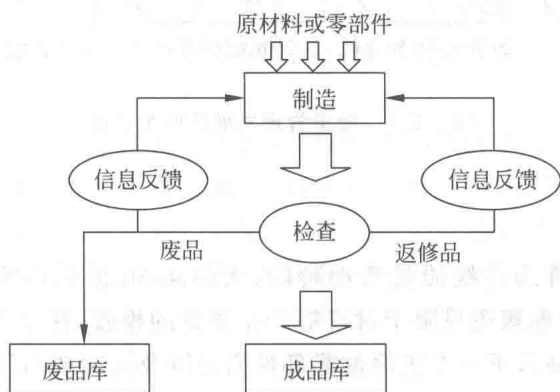 原材料或零部件
制造
信息反馈
信息反馈
检查
废品
返修品
废品库
成品库